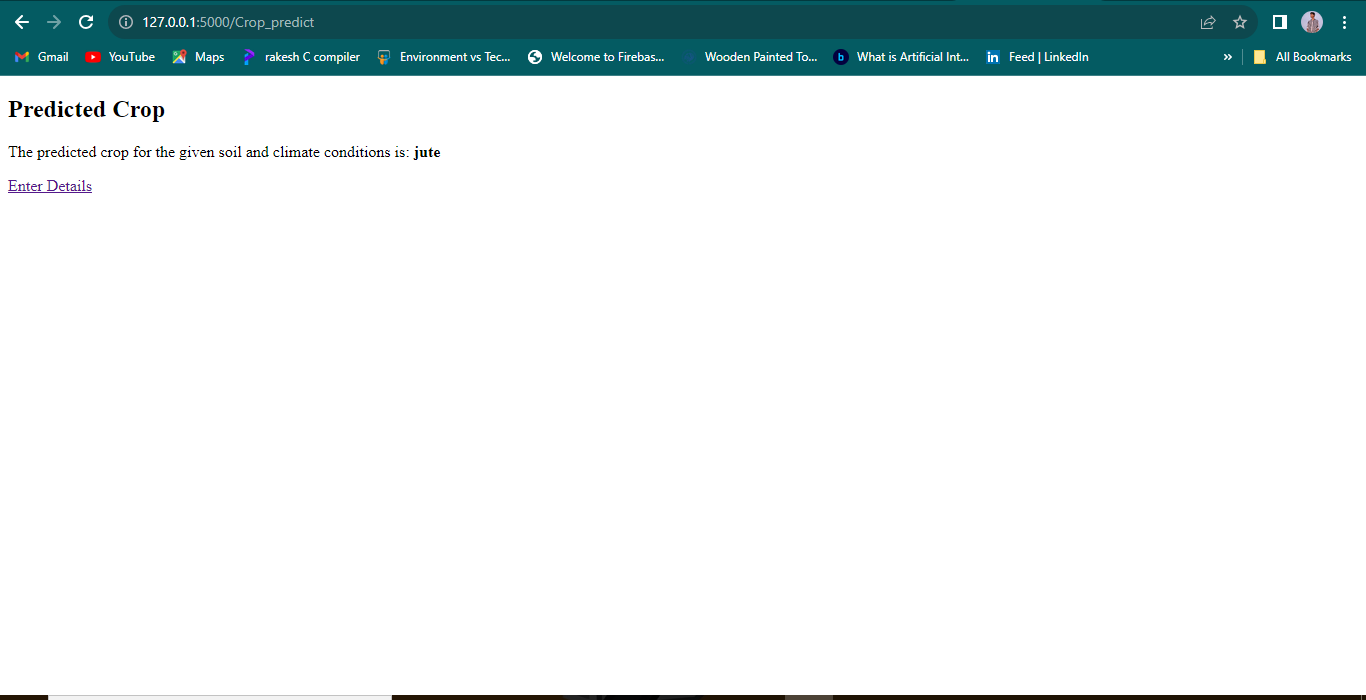 127.0.0.1:5000/Crop_predict
Gmail YouTube Maps rakesh C compiler Environment vs Tec... Welcome to Firebas... Wooden Painted To... b What is Artificial Int... in Feed | LinkedIn » All Bookmarks
Predicted Crop
The predicted crop for the given soil and climate conditions is: jute
Enter Details